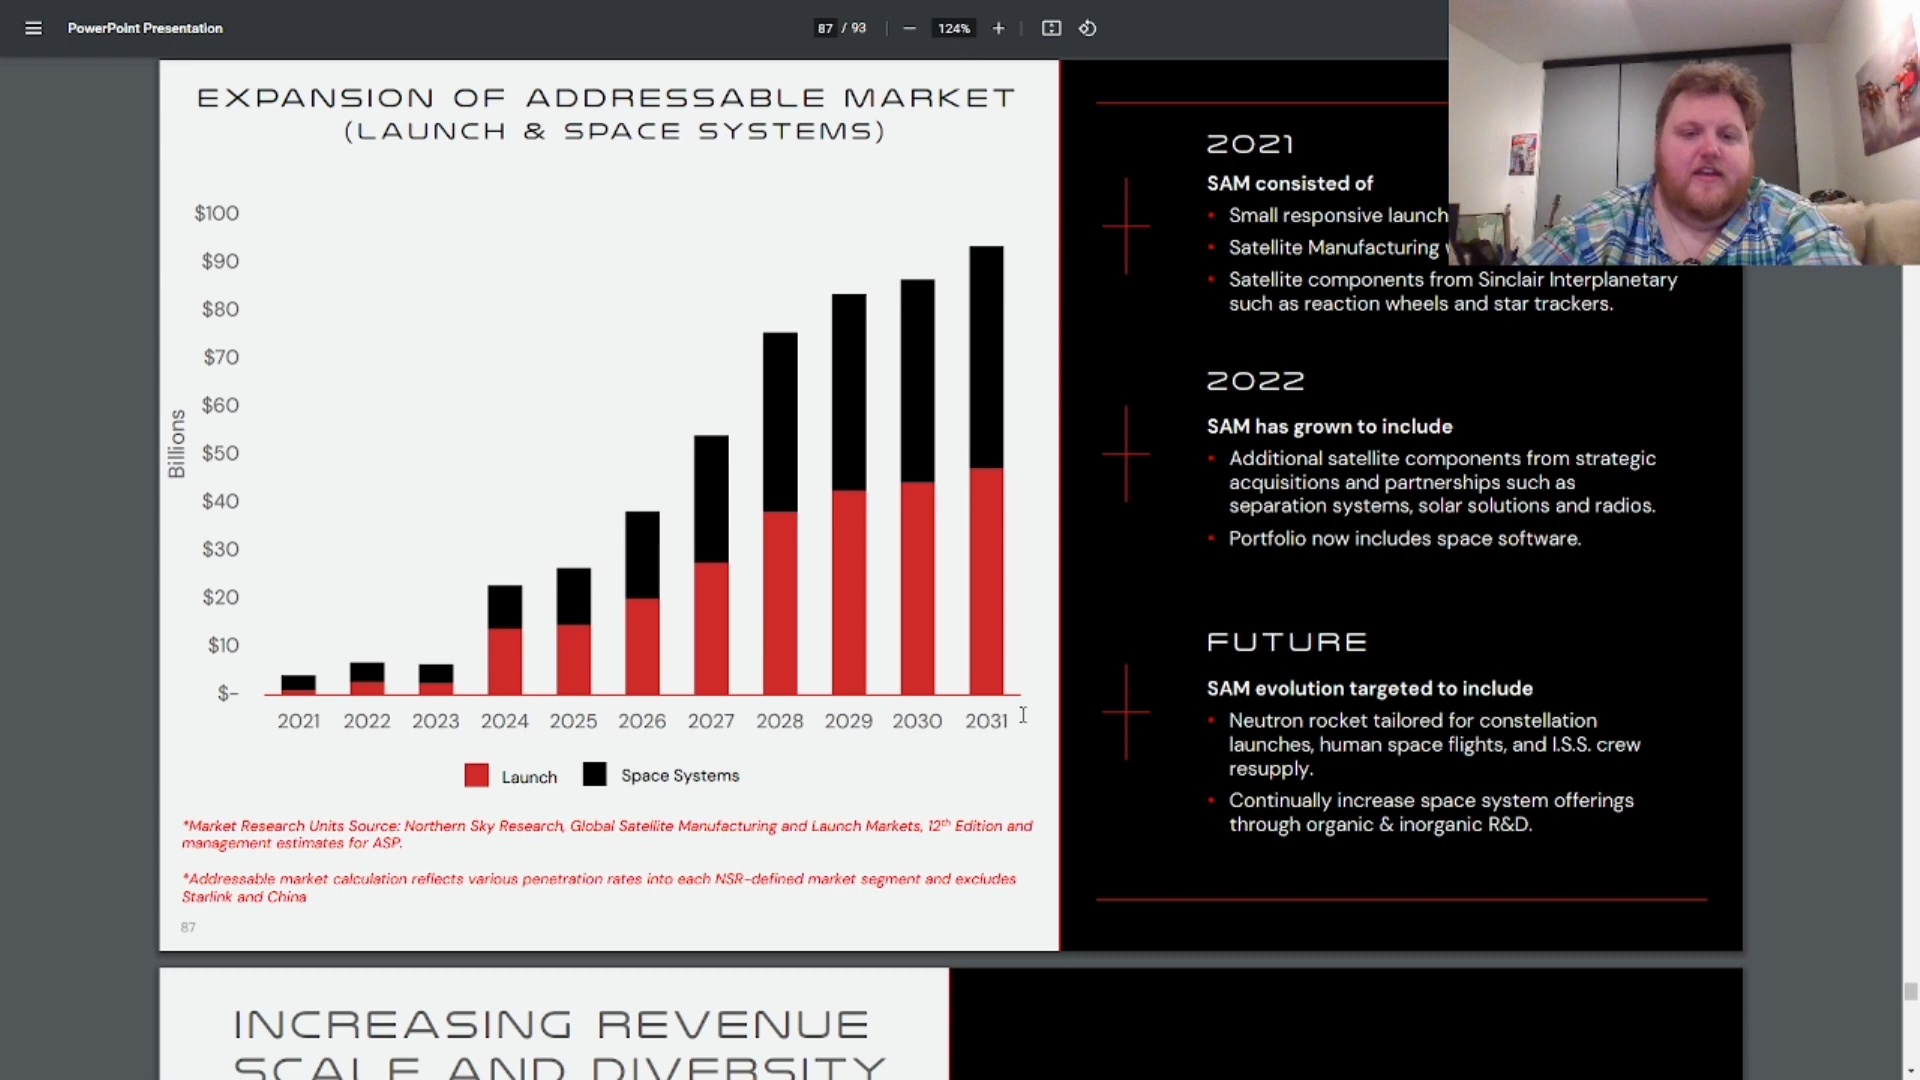 PowerPoint Presentation
87 / 93
124%
EXPANSION OF ADDRESSABLE MARKET
(LAUNCH & SPACE SYSTEMS)
Billions
$100
$90
$80
$70
$60
$50
$40
$30
$20
$10
$-
2021 2022 2023 2024 2025 2026 2027 2028 2029 2030 2031
Launch Space Systems
*Market Research Units Source: Northern Sky Research, Global Satellite Manufacturing and Launch Markets, 12th Edition and
management estimates for ASP.
*Addressable market calculation reflects various penetration rates into each NSR-defined market segment and excludes
Starlink and China
87
2021
SAM consisted of
• Small responsive launch
• Satellite Manufacturing
• Satellite components from Sinclair Interplanetary
such as reaction wheels and star trackers.
2022
SAM has grown to include
• Additional satellite components from strategic
acquisitions and partnerships such as
separation systems, solar solutions and radios.
• Portfolio now includes space software.
FUTURE
SAM evolution targeted to include
• Neutron rocket tailored for constellation
launches, human space flights, and I.S.S. crew
resupply.
• Continually increase space system offerings
through organic & inorganic R&D.
INCREASING REVENUE
SCALE AND DIVERSITY